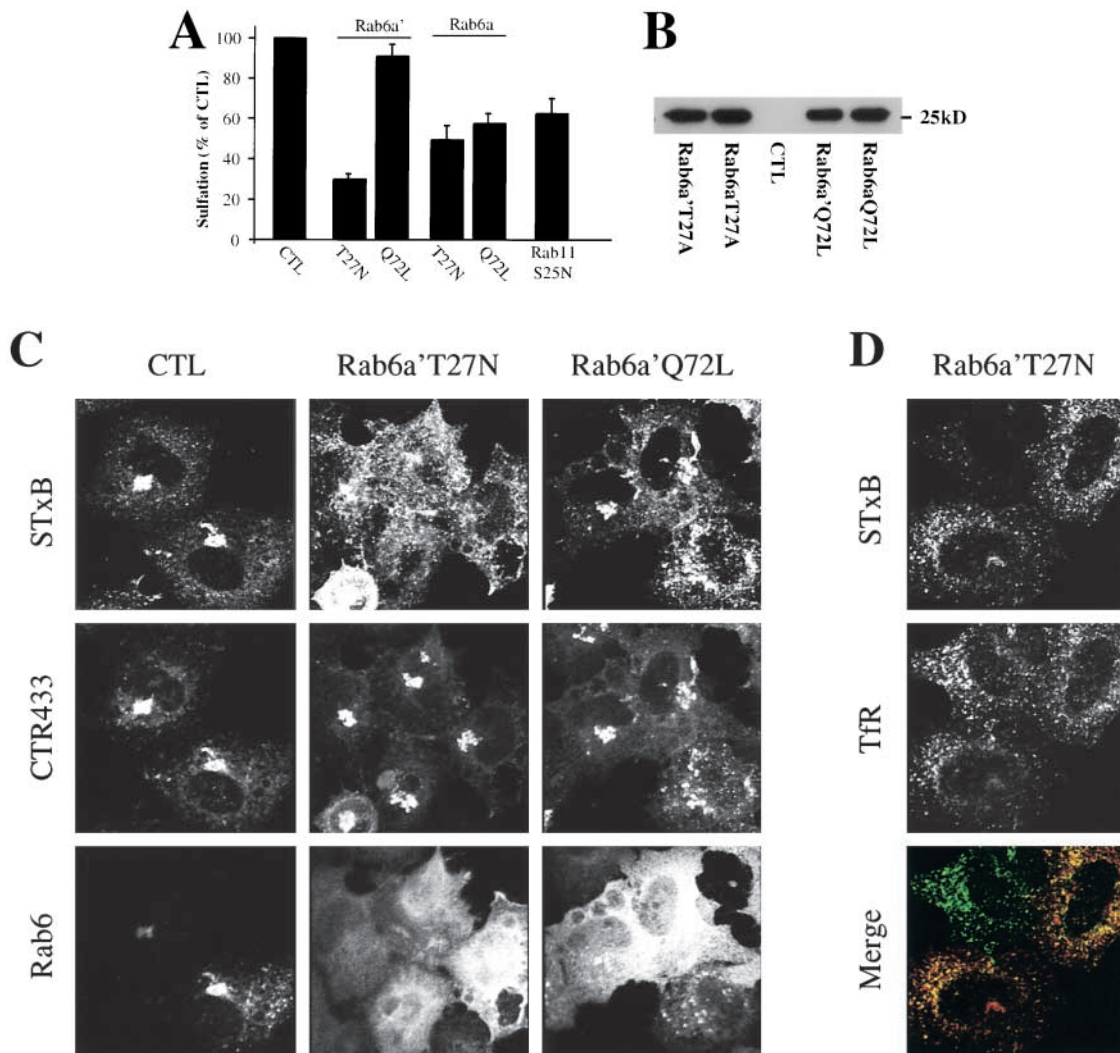 A
Rab6a'
Rab6a
Sulfation (% of CTL)
100
80
60
40
20
0
CTL
T27N
Q72L
T27N
Q72L
Rab11
S25N
B
25kD
Rab6a'T27A
Rab6aT27A
CTL
Rab6a'Q72L
Rab6aQ72L
C
CTL
Rab6a'T27N
Rab6a'Q72L
STxB
CTR433
Rab6
D
Rab6a'T27N
STxB
TfR
Merge